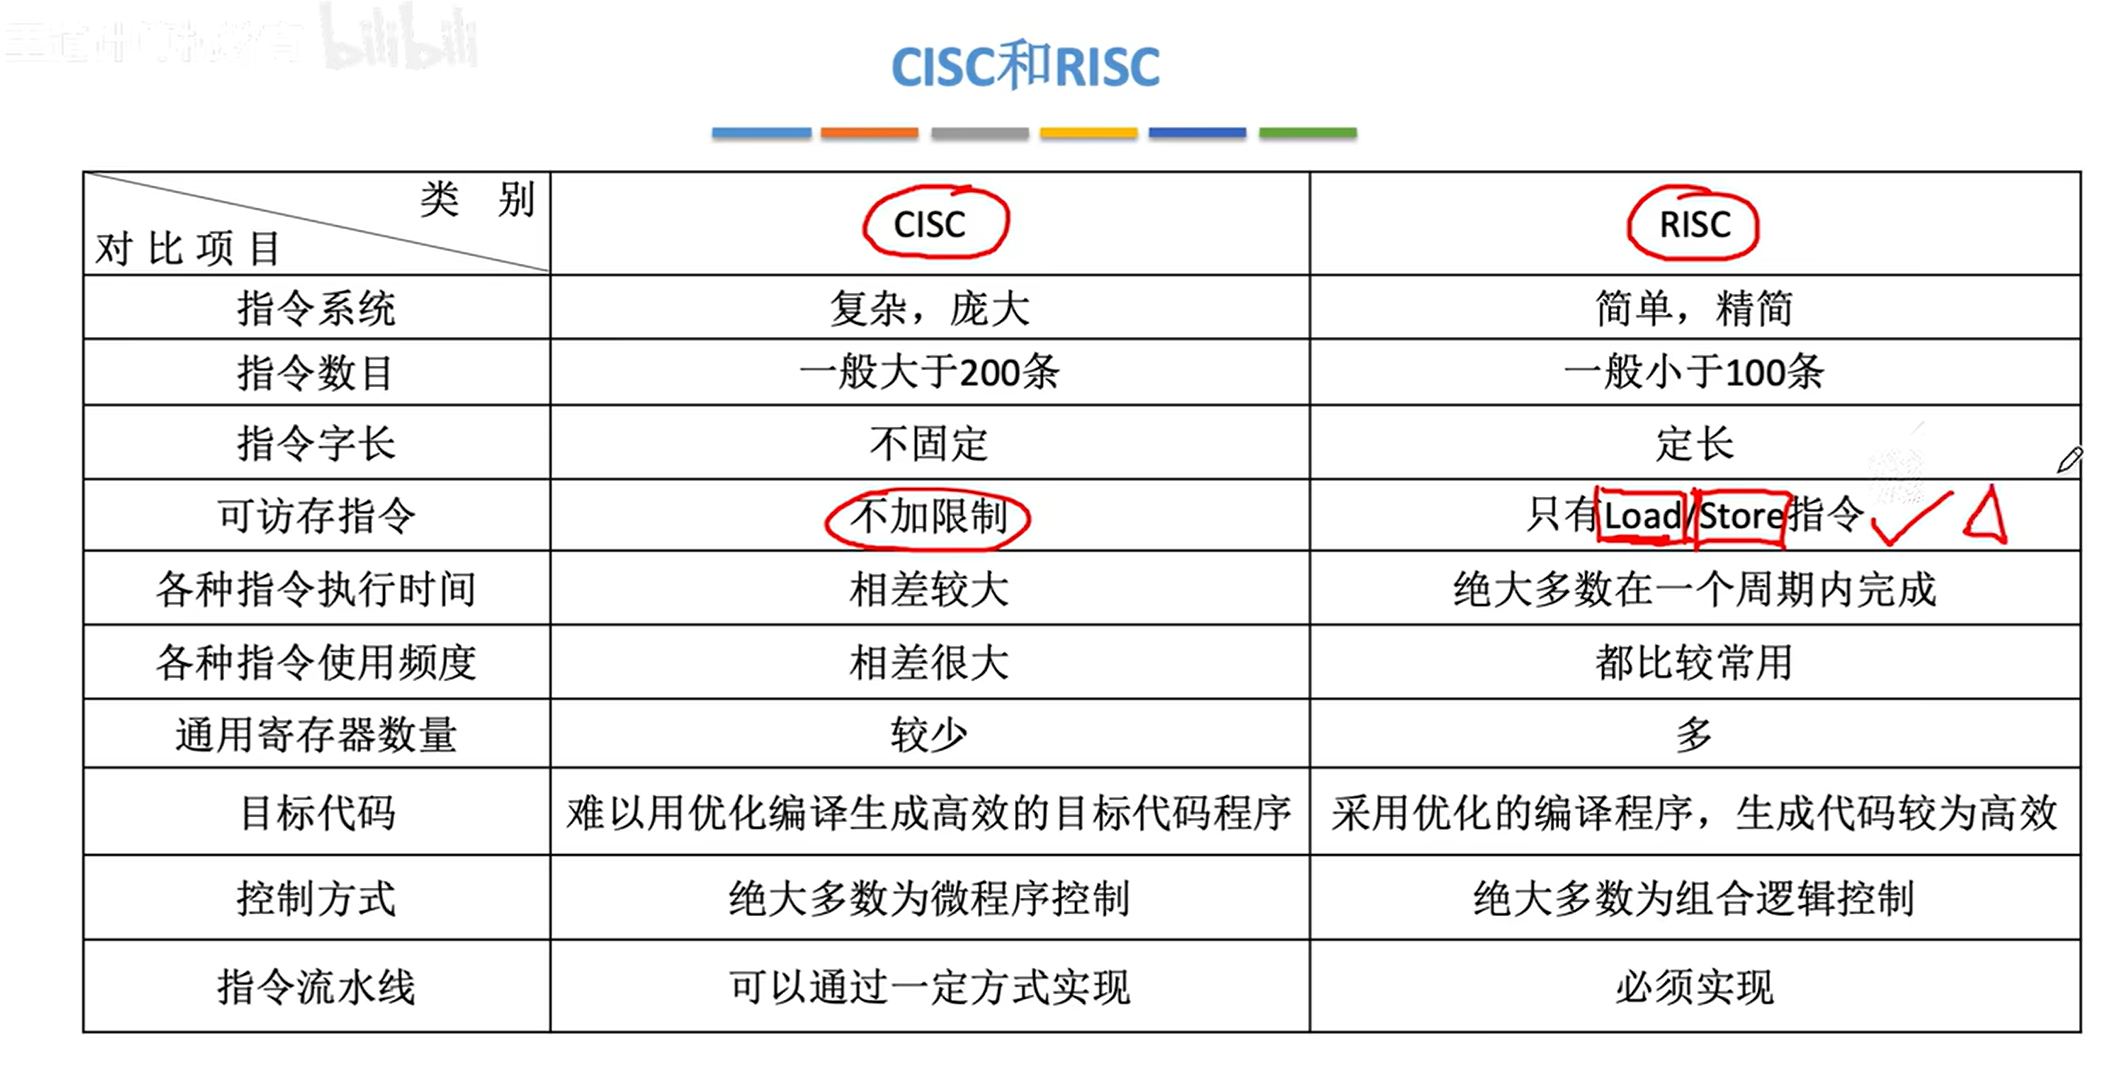 王道计算机教育 bilibili
CISC和RISC
类 别
对比项目
CISC
RISC
指令系统
复杂，庞大
简单，精简
指令数目
一般大于200条
一般小于100条
指令字长
不固定
定长
可访存指令
不加限制
只有Load/Store指令
各种指令执行时间
相差较大
绝大多数在一个周期内完成
各种指令使用频度
相差很大
都比较常用
通用寄存器数量
较少
多
目标代码
难以用优化编译生成高效的目标代码程序
采用优化的编译程序，生成代码较为高效
控制方式
绝大多数为微程序控制
绝大多数为组合逻辑控制
指令流水线
可以通过一定方式实现
必须实现